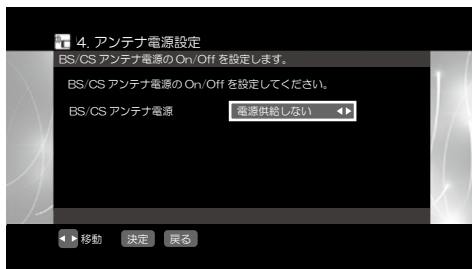 4. アンテナ電源設定
BS/CS アンテナ電源の On/Off を設定します。
BS/CS アンテナ電源の On/Off を設定してください。
BS/CS アンテナ電源 電源供給しない ◀▶
◀ ▶ 移動 決定 戻る